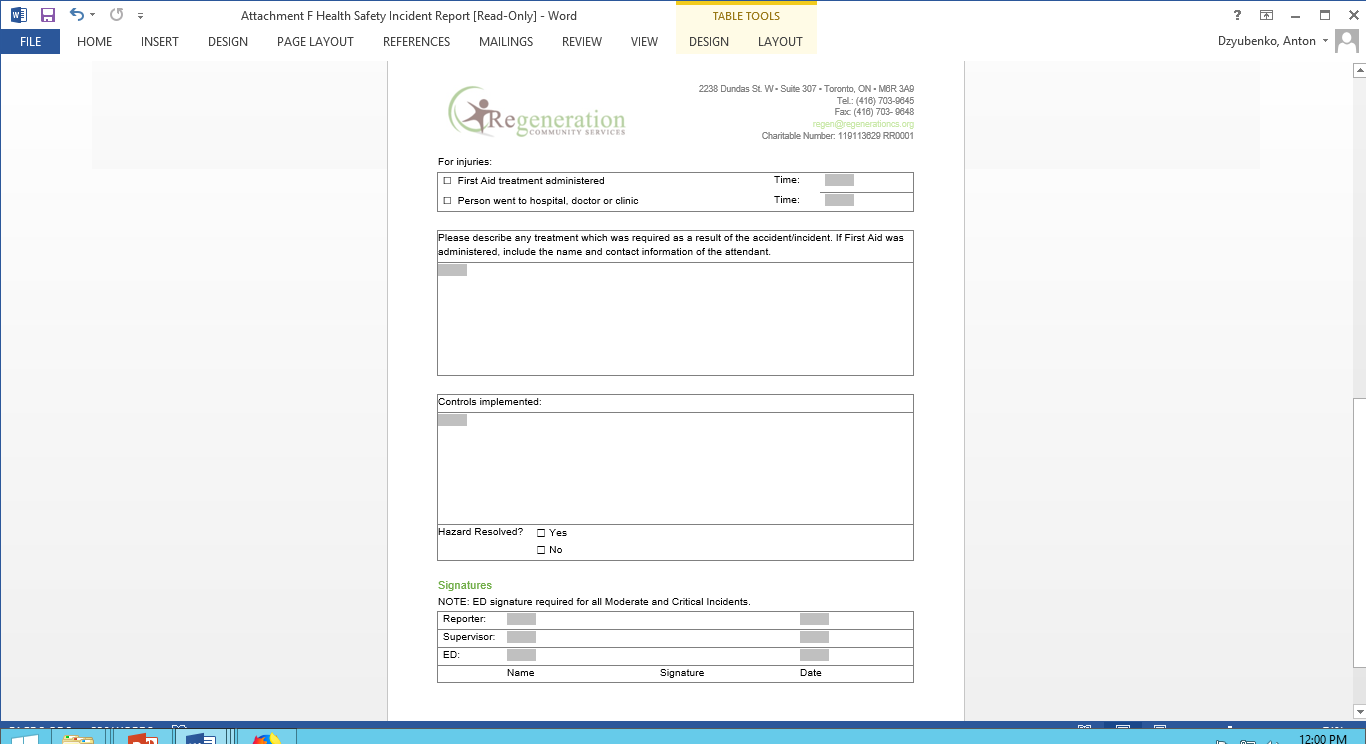 Attachment F Health Safety Incident Report [Read-Only] - Word
TABLE TOOLS
?
FILE HOME INSERT DESIGN PAGE LAYOUT REFERENCES MAILINGS REVIEW VIEW DESIGN LAYOUT
Dzyubenko, Anton
Regeneration
COMMUNITY SERVICES
2238 Dundas St. W • Suite 307 • Toronto, ON • M6R 3A9
Tel.: (416) 703-9645
Fax: (416) 703- 9648
regen@regenerationcs.org
Charitable Number: 119113629 RR0001
For injuries:
☐ First Aid treatment administered Time:
☐ Person went to hospital, doctor or clinic Time:
Please describe any treatment which was required as a result of the accident/incident. If First Aid was
administered, include the name and contact information of the attendant.
Controls implemented:
Hazard Resolved? ☐ Yes
☐ No
Signatures
NOTE: ED signature required for all Moderate and Critical Incidents.
Reporter:
Supervisor:
ED:
Name Signature Date
12:00 PM